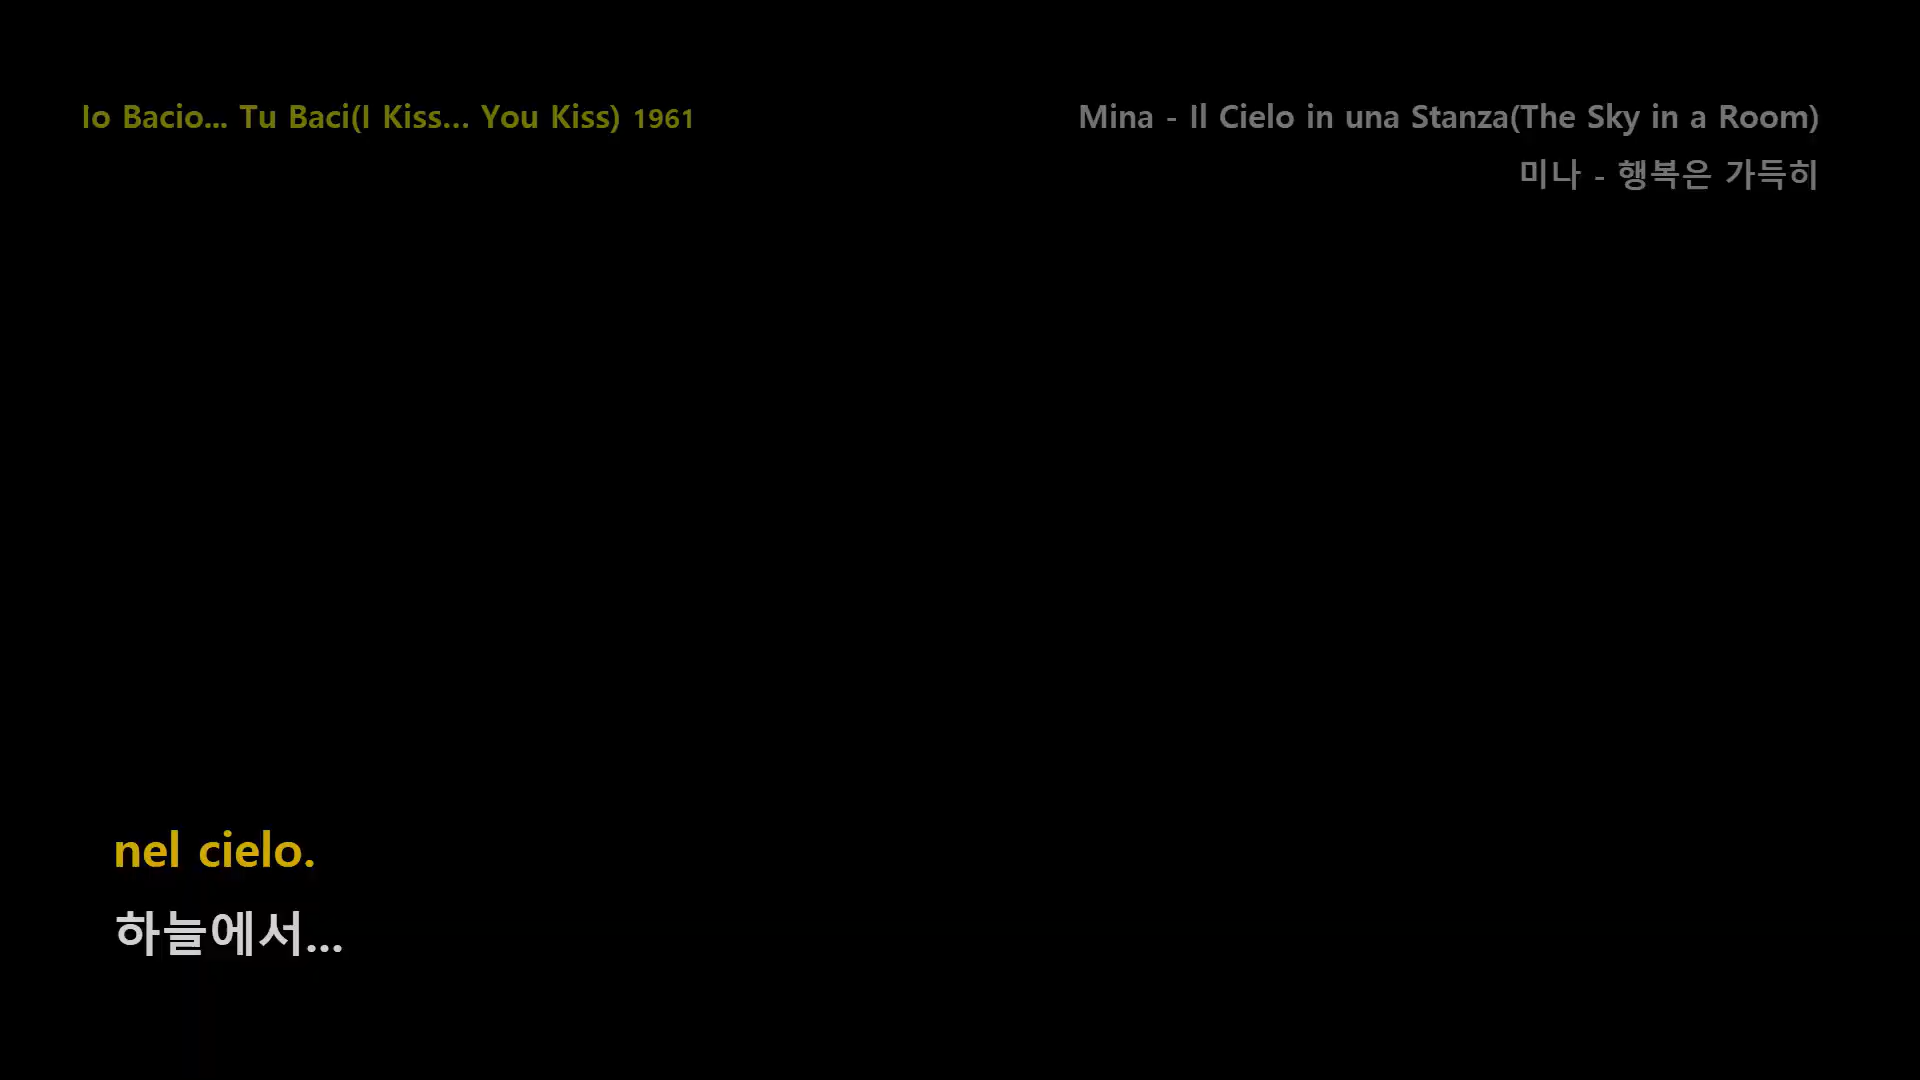 Io Bacio... Tu Baci(I Kiss... You Kiss) 1961
Mina - Il Cielo in una Stanza(The Sky in a Room)
미나 - 행복은 가득히
nel cielo.
하늘에서...